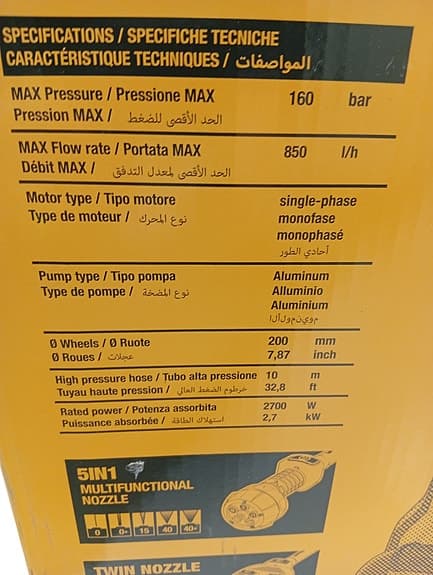 SPECIFICATIONS / SPECIFICHE TECNICHE
CARACTÉRISTIQUE TECHNIQUES / المواصفات
MAX Pressure / Pressione MAX 160 bar
Pression MAX / الحد الأقصى للضغط
MAX Flow rate / Portata MAX 850 l/h
Débit MAX / الحد الأقصى لمعدل التدفق
Motor type / Tipo motore single-phase
Type de moteur / نوع المحرك monofase
monophasé
أحادي الطور
Pump type / Tipo pompa Aluminum
Type de pompe / نوع المضخة Alluminio
Aluminium
موينمولألا
Ø Wheels / Ø Ruote 200 mm
Ø Roues / عجلات 7,87 inch
High pressure hose / Tubo alta pressione 10 m
Tuyau haute pression / خرطوم الضغط العالي 32,8 ft
Rated power / Potenza assorbita 2700 W
Puissance absorbée / استهلاك الطاقة 2,7 kW
5IN1
MULTIFUNCTIONAL
NOZZLE
0 0• 15 40 40•
TWIN NOZZLE